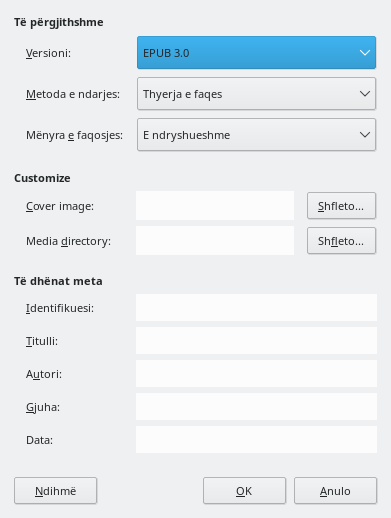 Të përgjithshme
Versioni: EPUB 3.0
Metoda e ndarjes: Thyerja e faqes
Mënyra e faqosjes: E ndryshueshme
Customize
Cover image: Shfleto...
Media directory: Shfleto...
Të dhënat meta
Identifikuesi:
Titulli:
Autori:
Gjuha:
Data:
Ndihmë OK Anulo